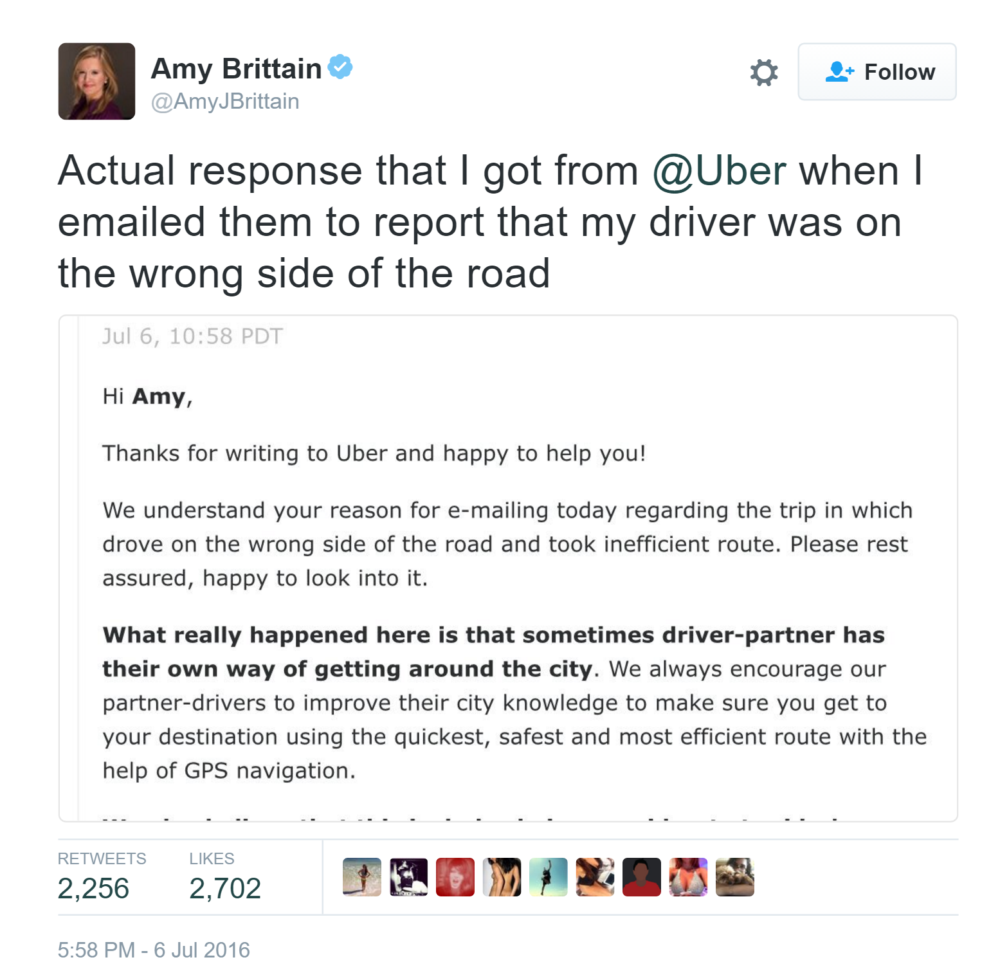 Amy Brittain
@AmyJBrittain
Follow
Actual response that I got from @Uber when I
emailed them to report that my driver was on
the wrong side of the road
Jul 6, 10:58 PDT
Hi Amy,
Thanks for writing to Uber and happy to help you!
We understand your reason for e-mailing today regarding the trip in which
drove on the wrong side of the road and took inefficient route. Please rest
assured, happy to look into it.
What really happened here is that sometimes driver-partner has
their own way of getting around the city. We always encourage our
partner-drivers to improve their city knowledge to make sure you get to
your destination using the quickest, safest and most efficient route with the
help of GPS navigation.
RETWEETS
2,256
LIKES
2,702
5:58 PM - 6 Jul 2016